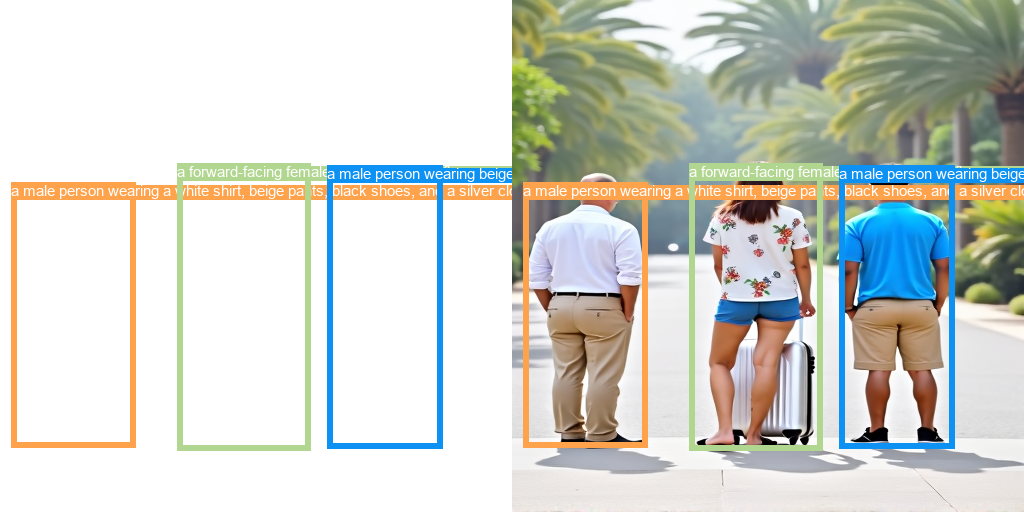 a forward-facing female
a male person wearing beige
a male person wearing a white shirt, beige pants, black shoes, and a silver clo
a forward-facing female
a male person wearing beige
a male person wearing a white shirt, beige pants, black shoes, and a silver clo